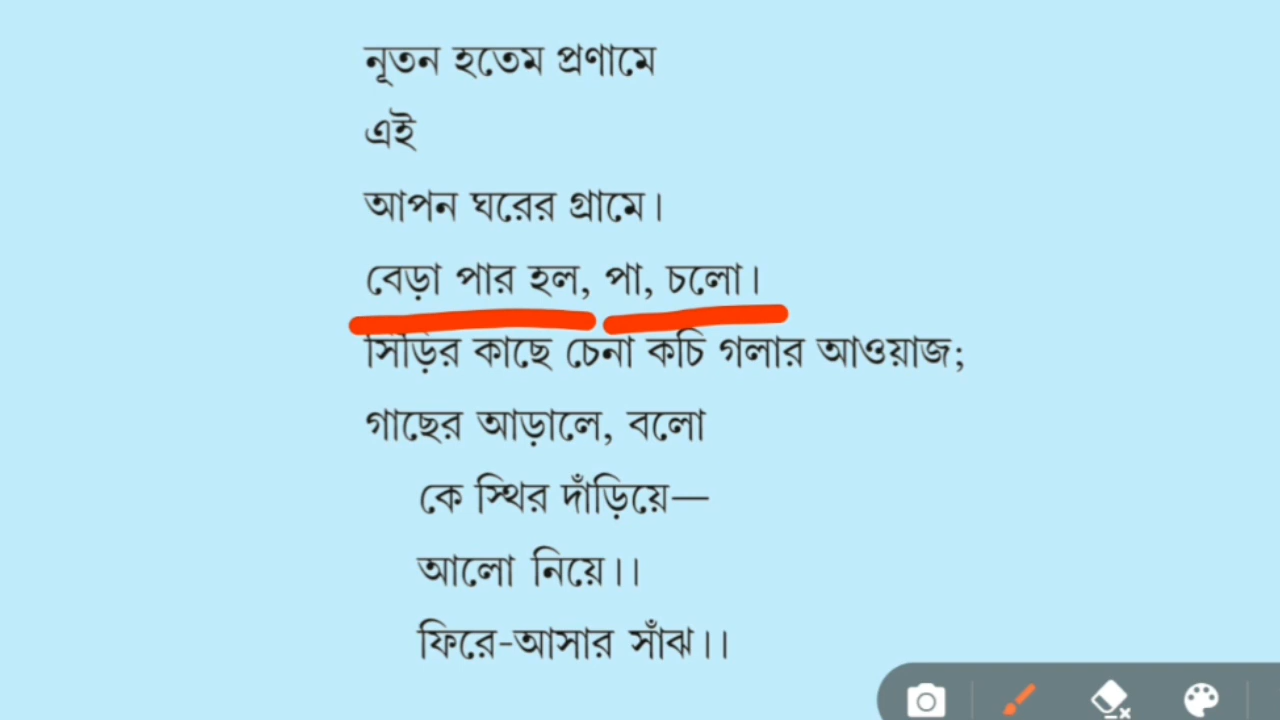 নূতন হতেম প্রণামে
এই
আপন ঘরের গ্রামে।
বেড়া পার হল, পা, চলো।
সিঁড়ির কাছে চেনা কচি গলার আওয়াজ;
গাছের আড়ালে, বলো
কে স্থির দাঁড়িয়ে—
আলো নিয়ে।।
ফিরে-আসার সাঁঝ।।